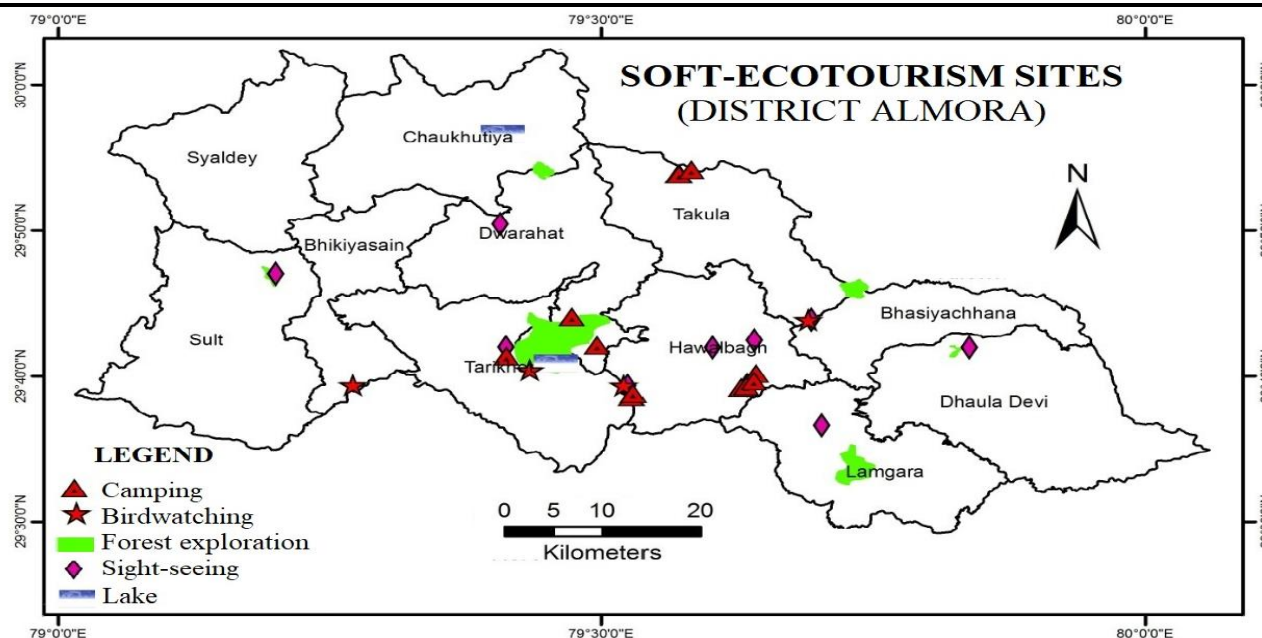 79°0'0"E 79°30'0"E 80°0'0"E
SOFT-ECOTOURISM SITES
(DISTRICT ALMORA)
30°0'0"N
Chaukhutiya
Syaldey
N
Takula
29°50'0"N
Dwarahat
Bhikiyasain
Bhasiyachhana
Sult
Hawalbagh
29°40'0"N
Dhaula Devi
LEGEND
Lamgara
Camping
Birdwatching
0 5 10 20
29°30'0"N
Forest exploration
Kilometers
Sight-seeing
Lake
79°0'0"E 79°30'0"E 80°0'0"E